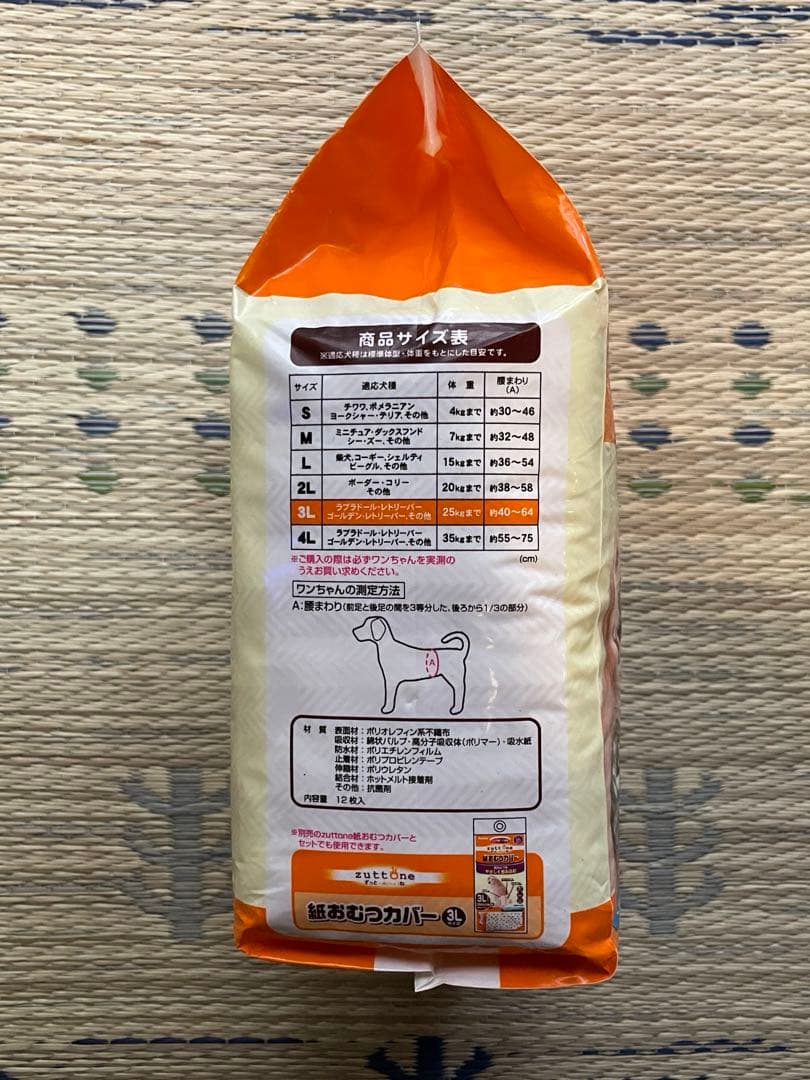 商品サイズ表
※適応犬種は標準体型・体重をもとにした目安です。
サイズ 適応犬種 体重 腰まわり(A)
S チワワ、ポメラニアン ヨークシャー・テリア、その他 4kgまで 約30～46
M ミニチュア・ダックスフンド シー・ズー、その他 7kgまで 約32～48
L 柴犬、コーギー、シェルティ ビーグル、その他 15kgまで 約36～54
2L ボーダー・コリー その他 20kgまで 約38～58
3L ラブラドール・レトリーバー ゴールデン・レトリーバー、その他 25kgまで 約40～64
4L ラブラドール・レトリーバー ゴールデン・レトリーバー、その他 35kgまで 約55～75
(cm)
※ご購入の際は必ずワンちゃんを実測の
うえお買い求めください。
ワンちゃんの測定方法
A:腰まわり(前足と後足の間を3等分した、後ろから1/3の部分)
A
材質 表面材:ポリオレフィン系不織布
吸収材:綿状パルプ・高分子吸収体(ポリマー)・吸水紙
防水材:ポリエチレンフィルム
止着材:ポリプロピレンテープ
伸縮材:ポリウレタン
結合材:ホットメルト接着剤
その他:抗菌剤
内容量 12枚入
※別売のzuttone紙おむつカバーと
セットでも使用できます。
zuttone
紙おむつカバー 3L サイズ
zuttone
紙おむつカバー
3L